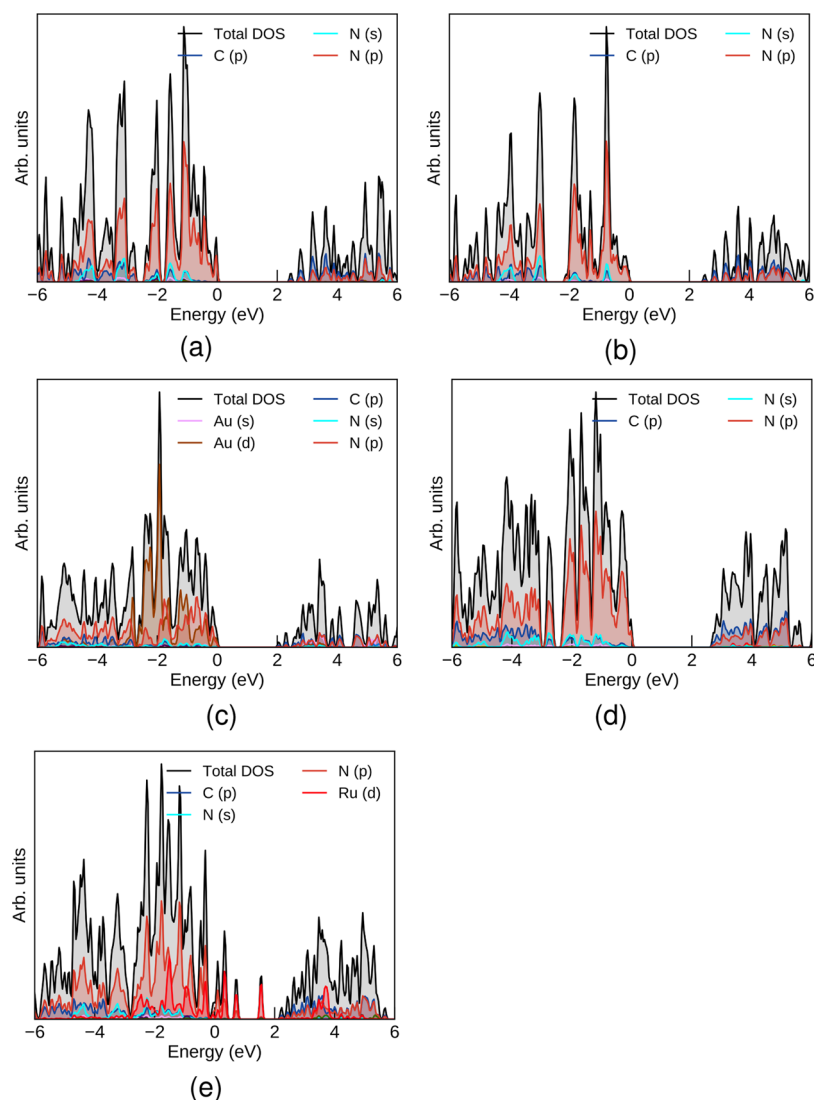 Total DOS N (s)
C (p) N (p)
Arb. units
−6 −4 −2 0 2 4 6
Energy (eV)
(a)
Total DOS N (s)
C (p) N (p)
Arb. units
−6 −4 −2 0 2 4 6
Energy (eV)
(b)
Total DOS C (p)
Au (s) N (s)
Au (d) N (p)
Arb. units
−6 −4 −2 0 2 4 6
Energy (eV)
(c)
Total DOS N (s)
C (p) N (p)
Arb. units
−6 −4 −2 0 2 4 6
Energy (eV)
(d)
Total DOS N (p)
C (p) Ru (d)
N (s)
Arb. units
−6 −4 −2 0 2 4 6
Energy (eV)
(e)